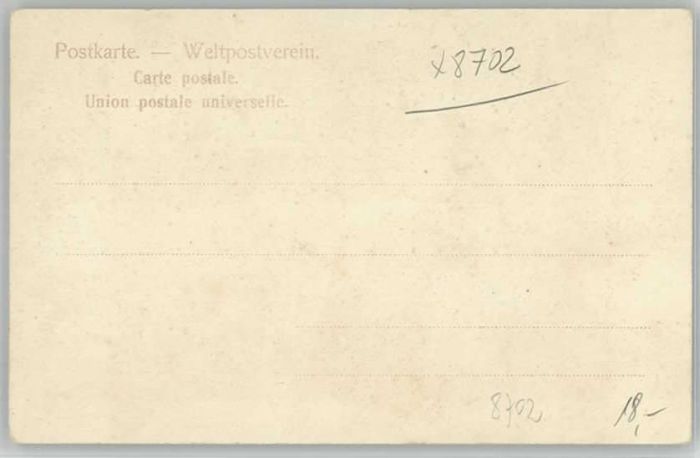 Postkarte. — Weltpostverein.
Carte postale.
Union postale universelle.
x8702
8702
18,-